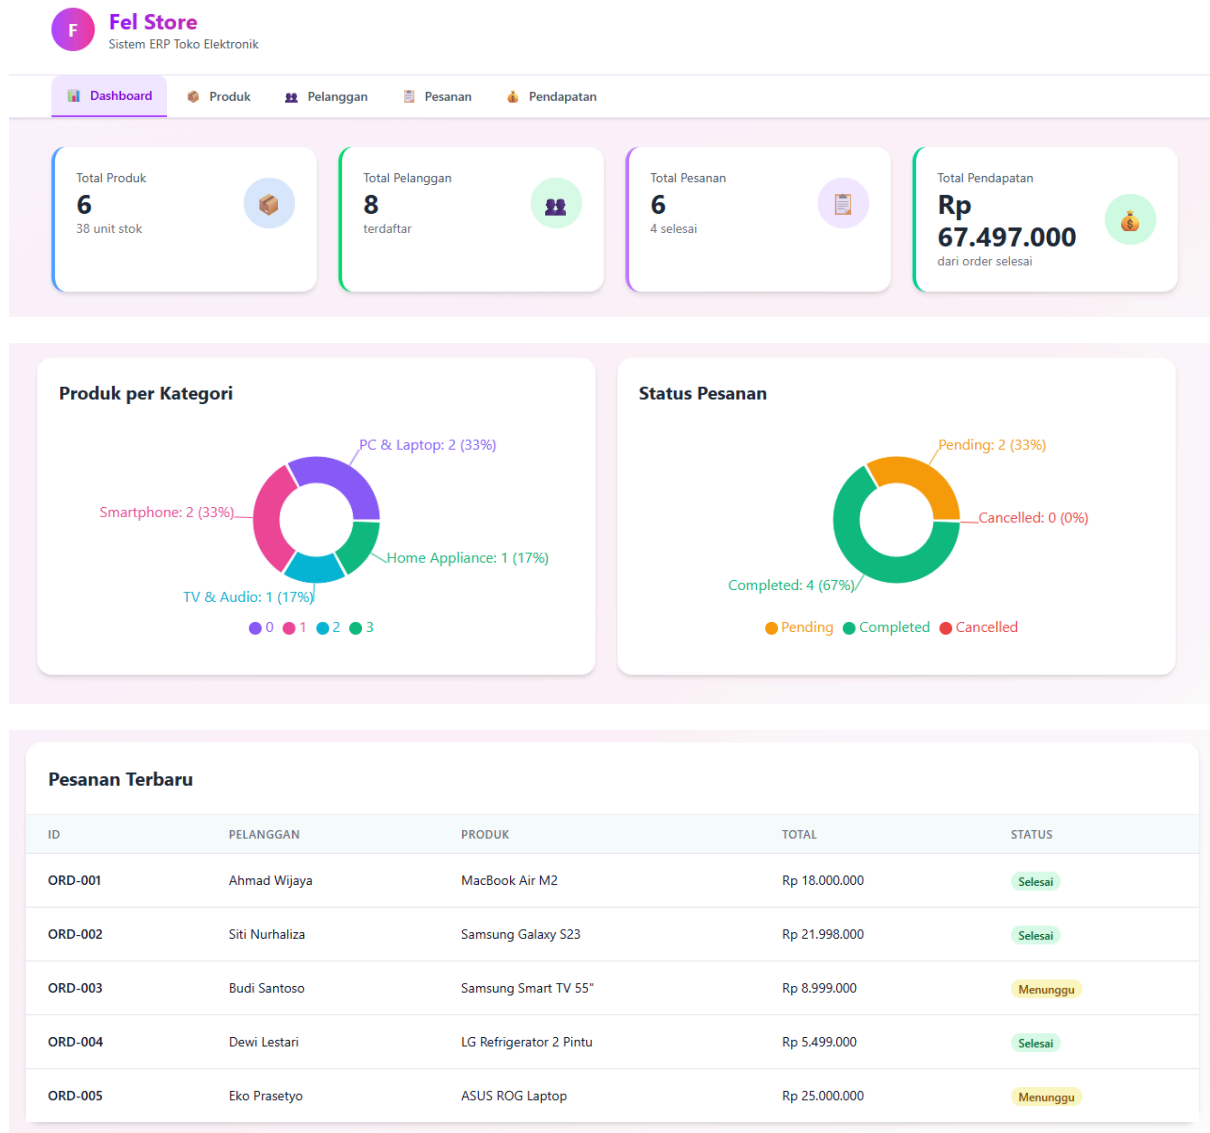 F
Fel Store
Sistem ERP Toko Elektronik
Dashboard Produk Pelanggan Pesanan Pendapatan
Total Produk
6
38 unit stok
Total Pelanggan
8
terdaftar
Total Pesanan
6
4 selesai
Total Pendapatan
Rp
67.497.000
dari order selesai
Produk per Kategori
PC & Laptop: 2 (33%)
Smartphone: 2 (33%)
Home Appliance: 1 (17%)
TV & Audio: 1 (17%)
0 1 2 3
Status Pesanan
Pending: 2 (33%)
Cancelled: 0 (0%)
Completed: 4 (67%)
Pending Completed Cancelled
Pesanan Terbaru
ID PELANGGAN PRODUK TOTAL STATUS
ORD-001 Ahmad Wijaya MacBook Air M2 Rp 18.000.000 Selesai
ORD-002 Siti Nurhaliza Samsung Galaxy S23 Rp 21.998.000 Selesai
ORD-003 Budi Santoso Samsung Smart TV 55" Rp 8.999.000 Menunggu
ORD-004 Dewi Lestari LG Refrigerator 2 Pintu Rp 5.499.000 Selesai
ORD-005 Eko Prasetyo ASUS ROG Laptop Rp 25.000.000 Menunggu